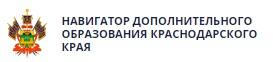 НАВИГАТОР ДОПОЛНИТЕЛЬНОГО
ОБРАЗОВАНИЯ КРАСНОДАРСКОГО
КРАЯ